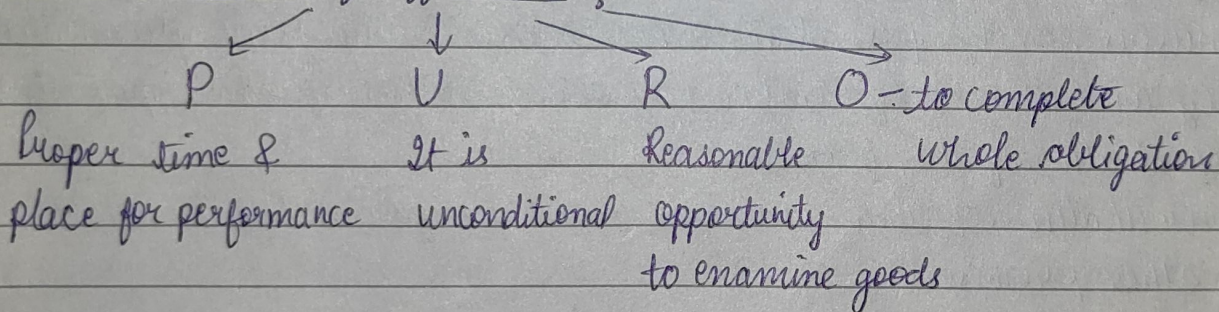 P U R O - to complete
Proper time & It is Reasonable whole obligation
place for performance unconditional opportunity
to enamine goods